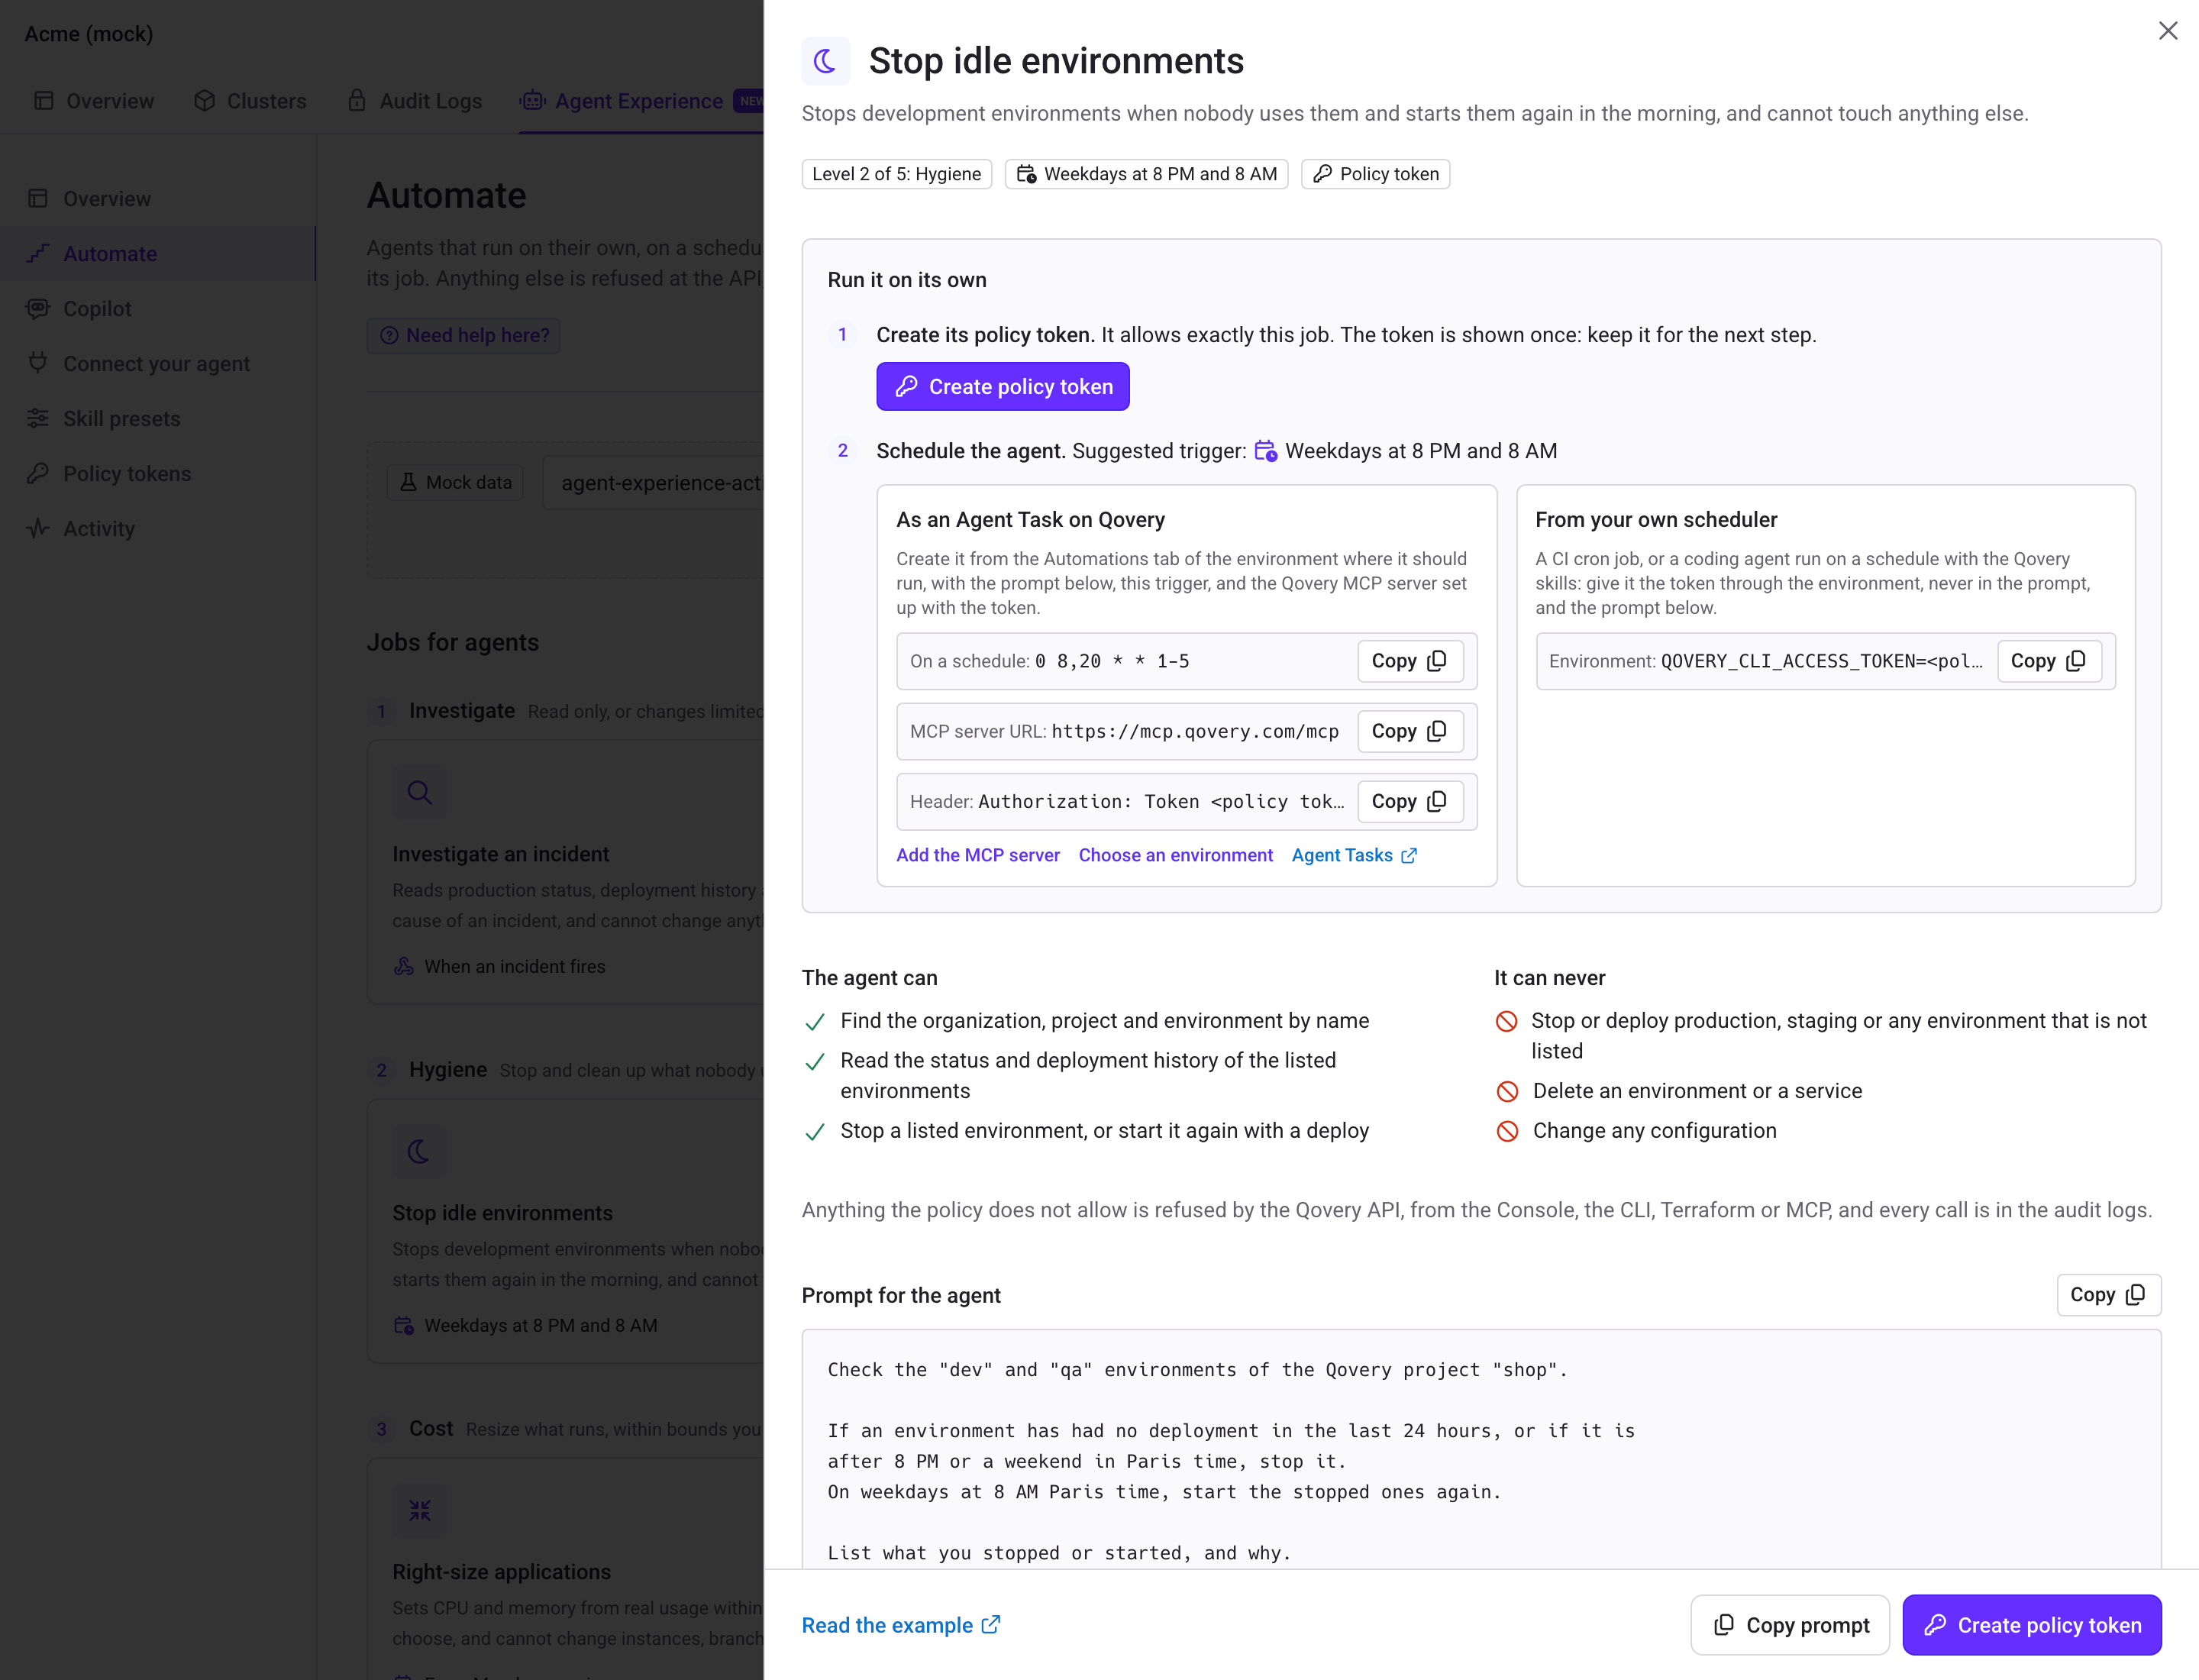 Acme (mock)
Overview
Clusters
Audit Logs
Agent Experience
NEW
Overview
Automate
Copilot
Connect your agent
Skill presets
Policy tokens
Activity
Automate
Agents that run on their own, on a schedu
its job. Anything else is refused at the API
Need help here?
Mock data
agent-experience-acti
Jobs for agents
1 Investigate Read only, or changes limited
Investigate an incident
Reads production status, deployment history
cause of an incident, and cannot change anyt
When an incident fires
2 Hygiene Stop and clean up what nobody
Stop idle environments
Stops development environments when nobo
starts them again in the morning, and cannot
Weekdays at 8 PM and 8 AM
3 Cost Resize what runs, within bounds you
Right-size applications
Sets CPU and memory from real usage within
choose, and cannot change instances, branch
Stop idle environments
Stops development environments when nobody uses them and starts them again in the morning, and cannot touch anything else.
Level 2 of 5: Hygiene
Weekdays at 8 PM and 8 AM
Policy token
Run it on its own
1 Create its policy token. It allows exactly this job. The token is shown once: keep it for the next step.
Create policy token
2 Schedule the agent. Suggested trigger: Weekdays at 8 PM and 8 AM
As an Agent Task on Qovery
Create it from the Automations tab of the environment where it should
run, with the prompt below, this trigger, and the Qovery MCP server set
up with the token.
On a schedule: 0 8,20 * * 1-5
Copy
MCP server URL: https://mcp.qovery.com/mcp
Copy
Header: Authorization: Token <policy tok…
Copy
Add the MCP server
Choose an environment
Agent Tasks
From your own scheduler
A CI cron job, or a coding agent run on a schedule with the Qovery
skills: give it the token through the environment, never in the prompt,
and the prompt below.
Environment: QOVERY_CLI_ACCESS_TOKEN=<pol…
Copy
The agent can
Find the organization, project and environment by name
Read the status and deployment history of the listed
environments
Stop a listed environment, or start it again with a deploy
It can never
Stop or deploy production, staging or any environment that is not
listed
Delete an environment or a service
Change any configuration
Anything the policy does not allow is refused by the Qovery API, from the Console, the CLI, Terraform or MCP, and every call is in the audit logs.
Prompt for the agent
Copy
Check the "dev" and "qa" environments of the Qovery project "shop".
If an environment has had no deployment in the last 24 hours, or if it is
after 8 PM or a weekend in Paris time, stop it.
On weekdays at 8 AM Paris time, start the stopped ones again.
List what you stopped or started, and why.
Read the example
Copy prompt
Create policy token